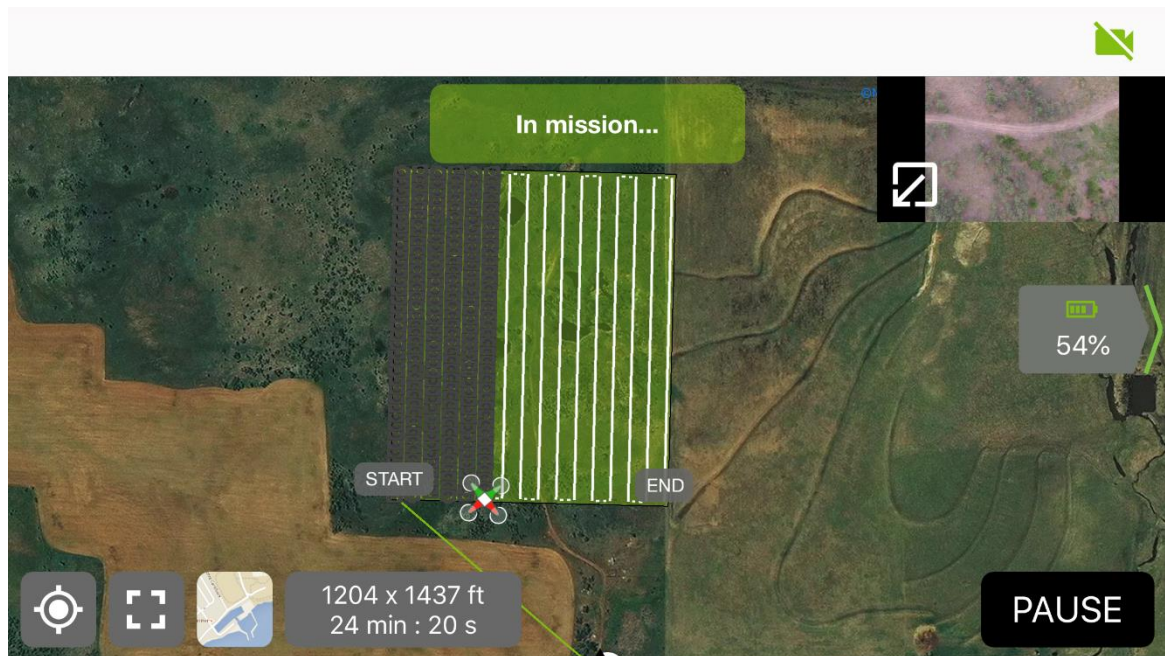 In mission...
54%
START
END
1204 x 1437 ft
24 min : 20 s
PAUSE